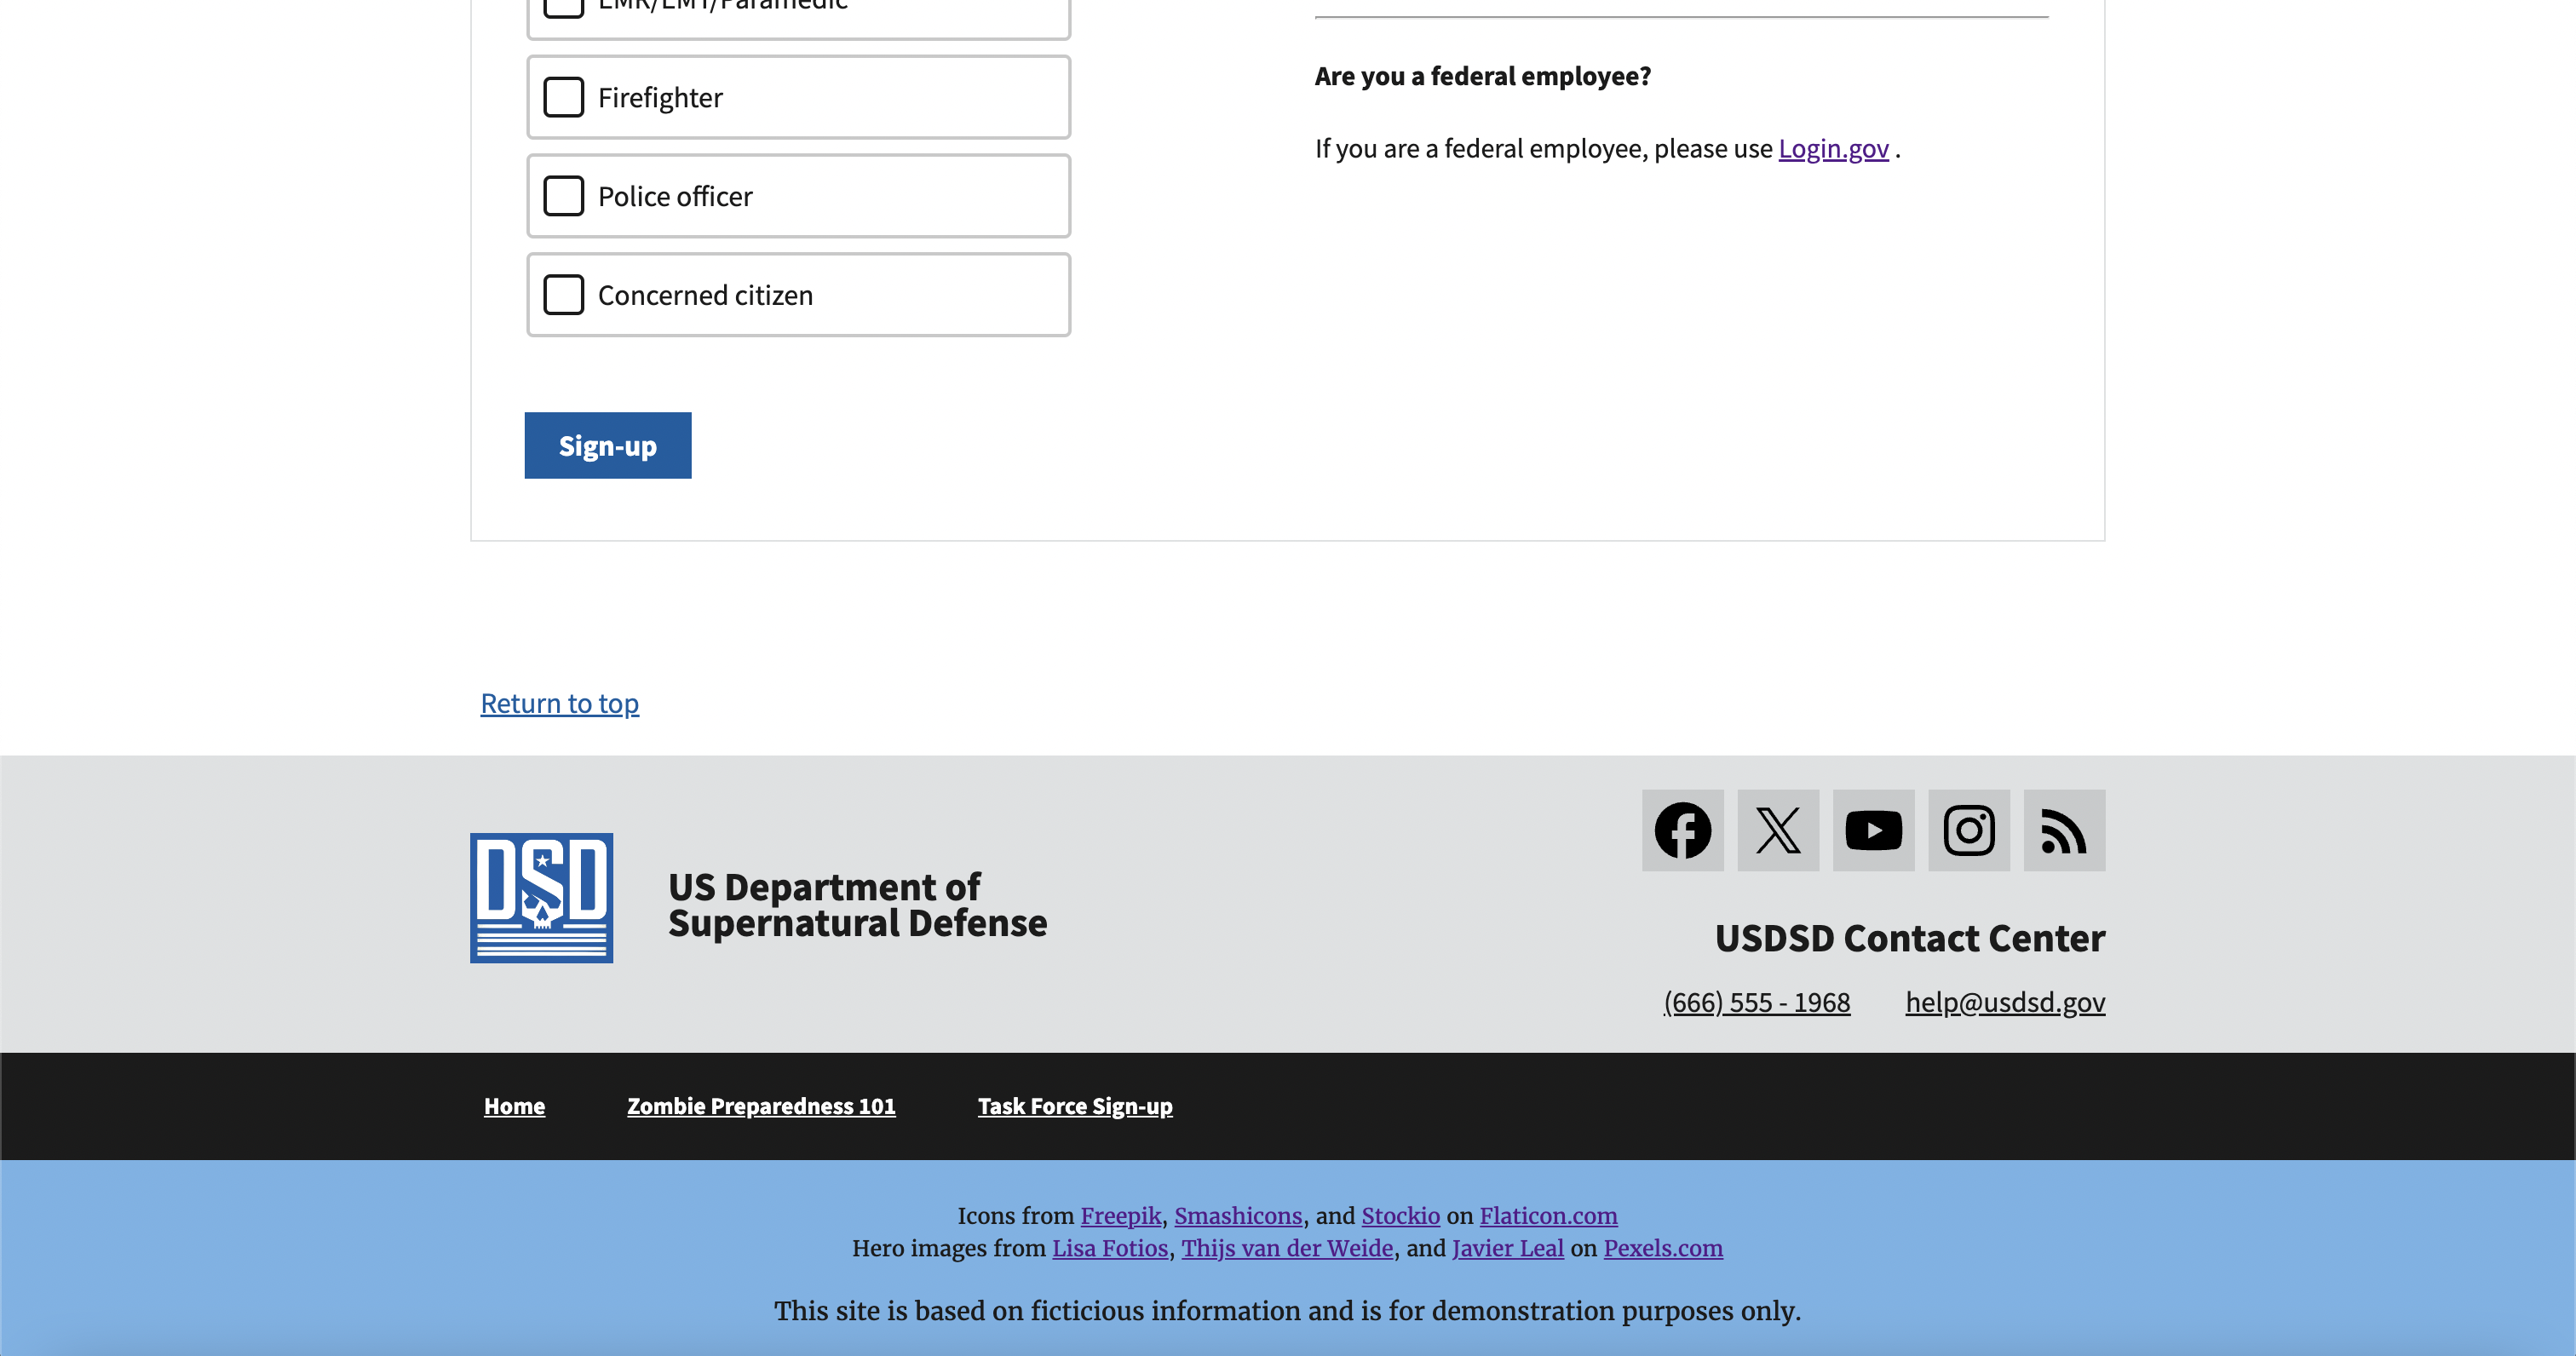 EMR/EMT/Paramedic
Firefighter
Police officer
Concerned citizen
Sign-up
Are you a federal employee?
If you are a federal employee, please use Login.gov .
Return to top
DSD
US Department of
Supernatural Defense
USDSD Contact Center
(666) 555 - 1968 help@usdsd.gov
Home Zombie Preparedness 101 Task Force Sign-up
Icons from Freepik, Smashicons, and Stockio on Flaticon.com
Hero images from Lisa Fotios, Thijs van der Weide, and Javier Leal on Pexels.com
This site is based on ficticious information and is for demonstration purposes only.